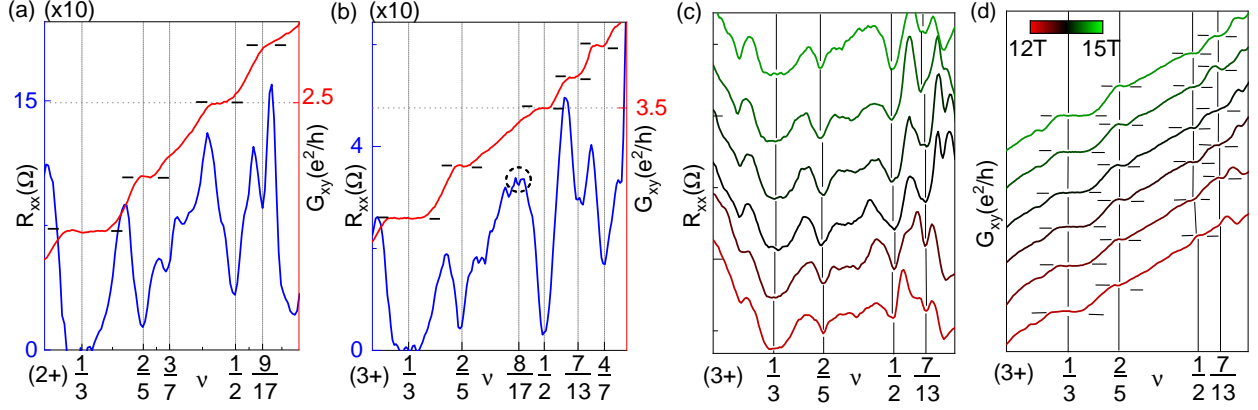 (a) (x10)
15
0
R_xx(Ω)
2.5
G_xy(e²/h)
(2+) 1/3 2/5 3/7 ν 1/2 9/17
(b) (x10)
4
0
R_xx(Ω)
3.5
G_xy(e²/h)
(3+) 1/3 2/5 ν 8/17 1/2 7/13 4/7
(c)
R_xx(Ω)
(3+) 1/3 2/5 ν 1/2 7/13
(d)
12T 15T
G_xy(e²/h)
(3+) 1/3 2/5 ν 1/2 7/13